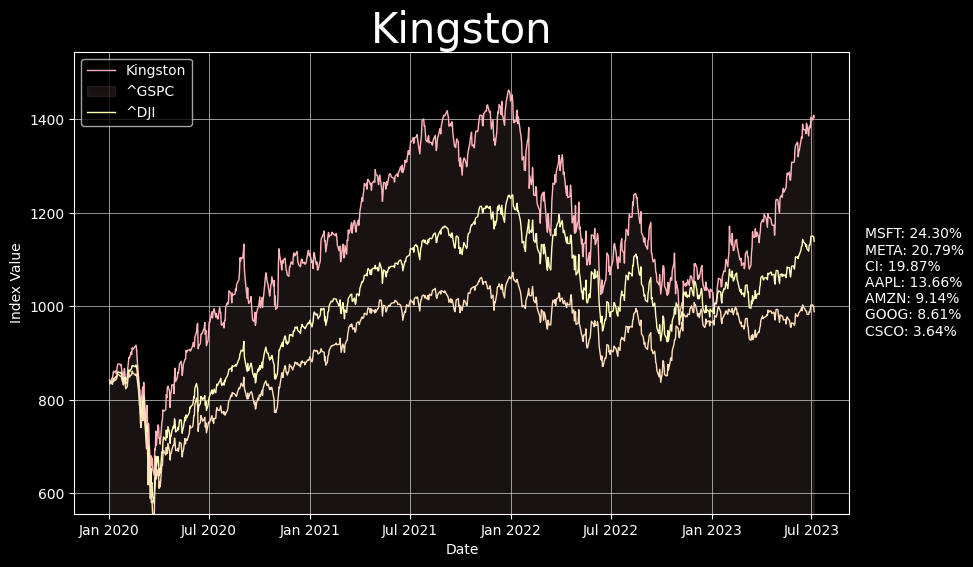 Kingston
Kingston
^GSPC
^DJI
1400
1200
1000
800
600
Index Value
Jan 2020
Jul 2020
Jan 2021
Jul 2021
Jan 2022
Jul 2022
Jan 2023
Jul 2023
Date
MSFT: 24.30%
META: 20.79%
CI: 19.87%
AAPL: 13.66%
AMZN: 9.14%
GOOG: 8.61%
CSCO: 3.64%